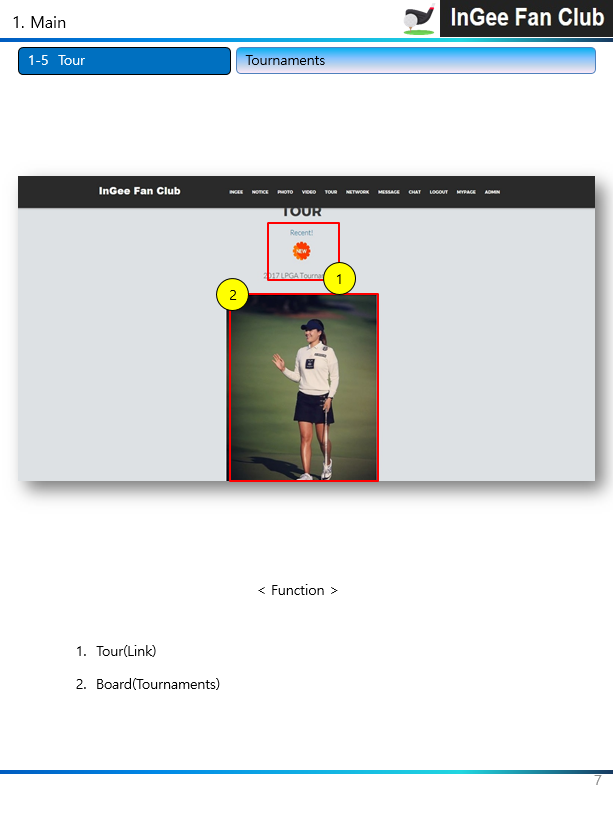 1. Main
InGee Fan Club
1-5 Tour
Tournaments
InGee Fan Club
INGEE NOTICE PHOTO VIDEO TOUR NETWORK MESSAGE CHAT LOGOUT MYPAGE ADMIN
TOUR
Recent!
NEW
2017 LPGA Tourna
1
2
< Function >
1. Tour(Link)
2. Board(Tournaments)
7